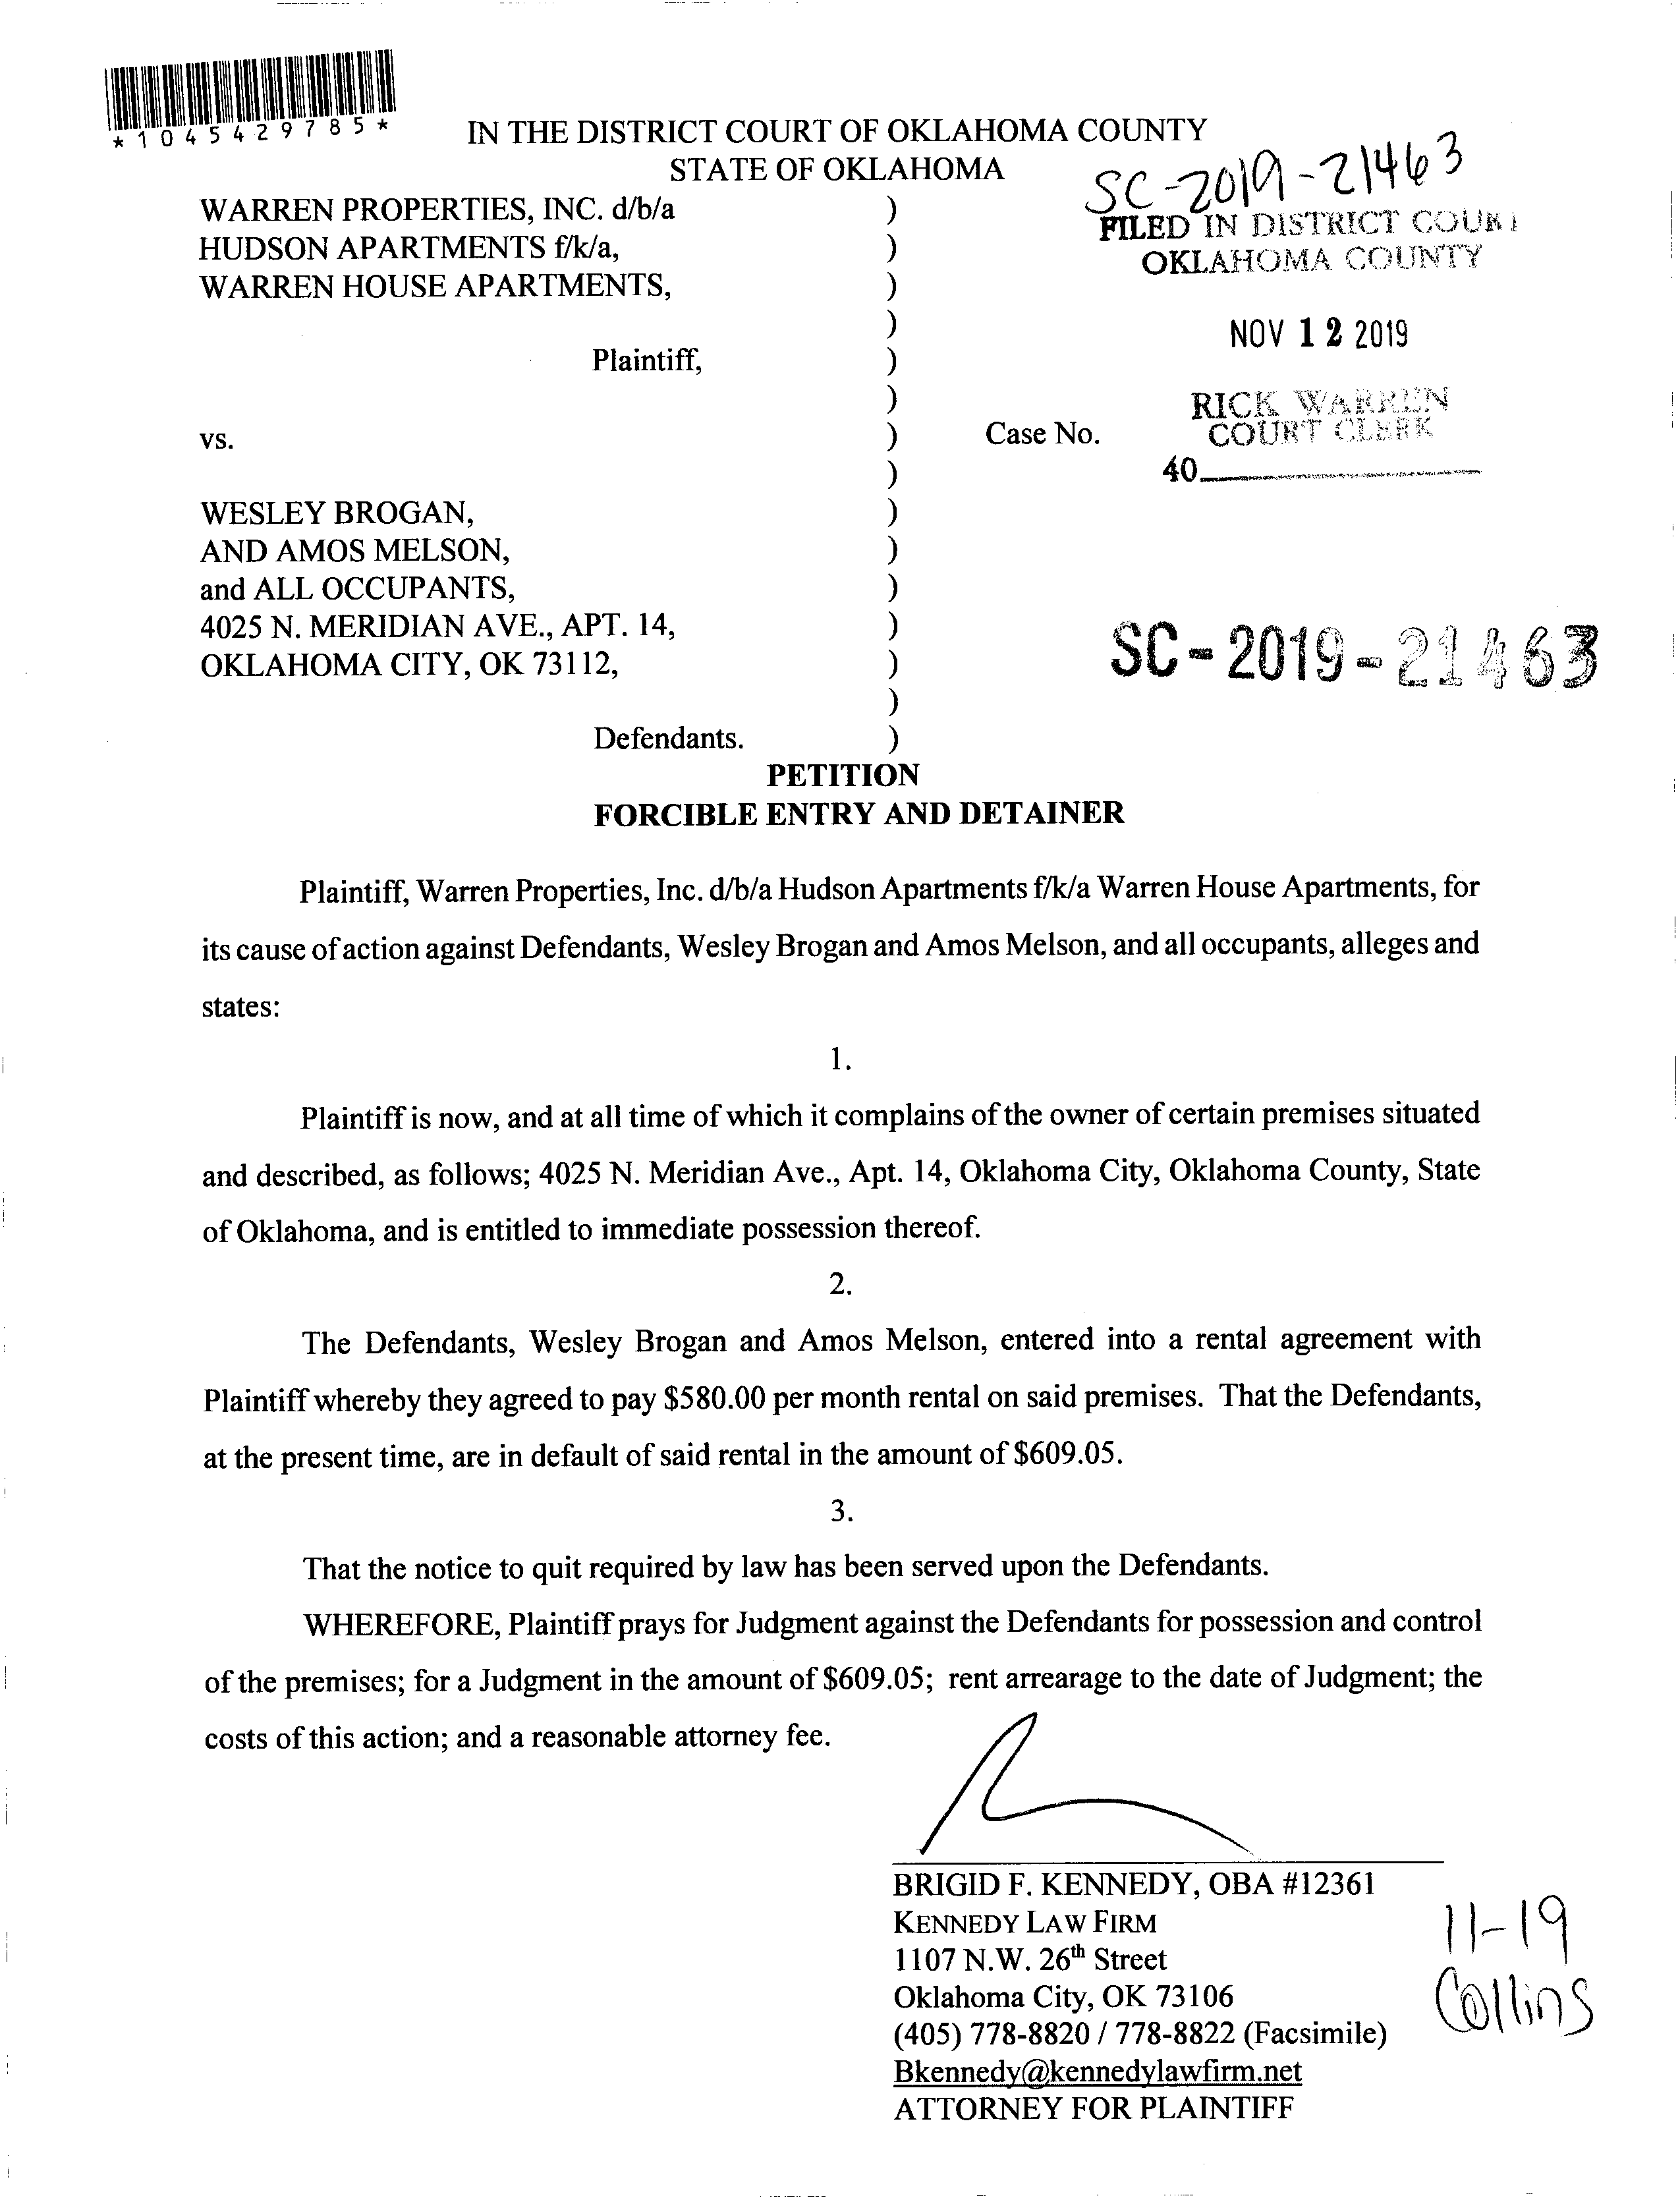 *1045429785*
IN THE DISTRICT COURT OF OKLAHOMA COUNTY
STATE OF OKLAHOMA
SC-2019-21463
WARREN PROPERTIES, INC. d/b/a )
HUDSON APARTMENTS f/k/a, )
WARREN HOUSE APARTMENTS, )
)
Plaintiff, )
)
vs. ) Case No.
)
WESLEY BROGAN, )
AND AMOS MELSON, )
and ALL OCCUPANTS, )
4025 N. MERIDIAN AVE., APT. 14, )
OKLAHOMA CITY, OK 73112, )
)
Defendants. )
FILED IN DISTRICT COURT
OKLAHOMA COUNTY
NOV 12 2019
RICK WARREN
COURT CLERK
40
SC-2019-21463
PETITION
FORCIBLE ENTRY AND DETAINER
Plaintiff, Warren Properties, Inc. d/b/a Hudson Apartments f/k/a Warren House Apartments, for
its cause of action against Defendants, Wesley Brogan and Amos Melson, and all occupants, alleges and
states:
1.
Plaintiff is now, and at all time of which it complains of the owner of certain premises situated
and described, as follows; 4025 N. Meridian Ave., Apt. 14, Oklahoma City, Oklahoma County, State
of Oklahoma, and is entitled to immediate possession thereof.
2.
The Defendants, Wesley Brogan and Amos Melson, entered into a rental agreement with
Plaintiff whereby they agreed to pay $580.00 per month rental on said premises. That the Defendants,
at the present time, are in default of said rental in the amount of $609.05.
3.
That the notice to quit required by law has been served upon the Defendants.
WHEREFORE, Plaintiff prays for Judgment against the Defendants for possession and control
of the premises; for a Judgment in the amount of $609.05; rent arrearage to the date of Judgment; the
costs of this action; and a reasonable attorney fee.
BRIGID F. KENNEDY, OBA #12361
KENNEDY LAW FIRM
1107 N.W. 26th Street
Oklahoma City, OK 73106
(405) 778-8820 / 778-8822 (Facsimile)
Bkennedy@kennedylawfirm.net
ATTORNEY FOR PLAINTIFF
11-19
Collins